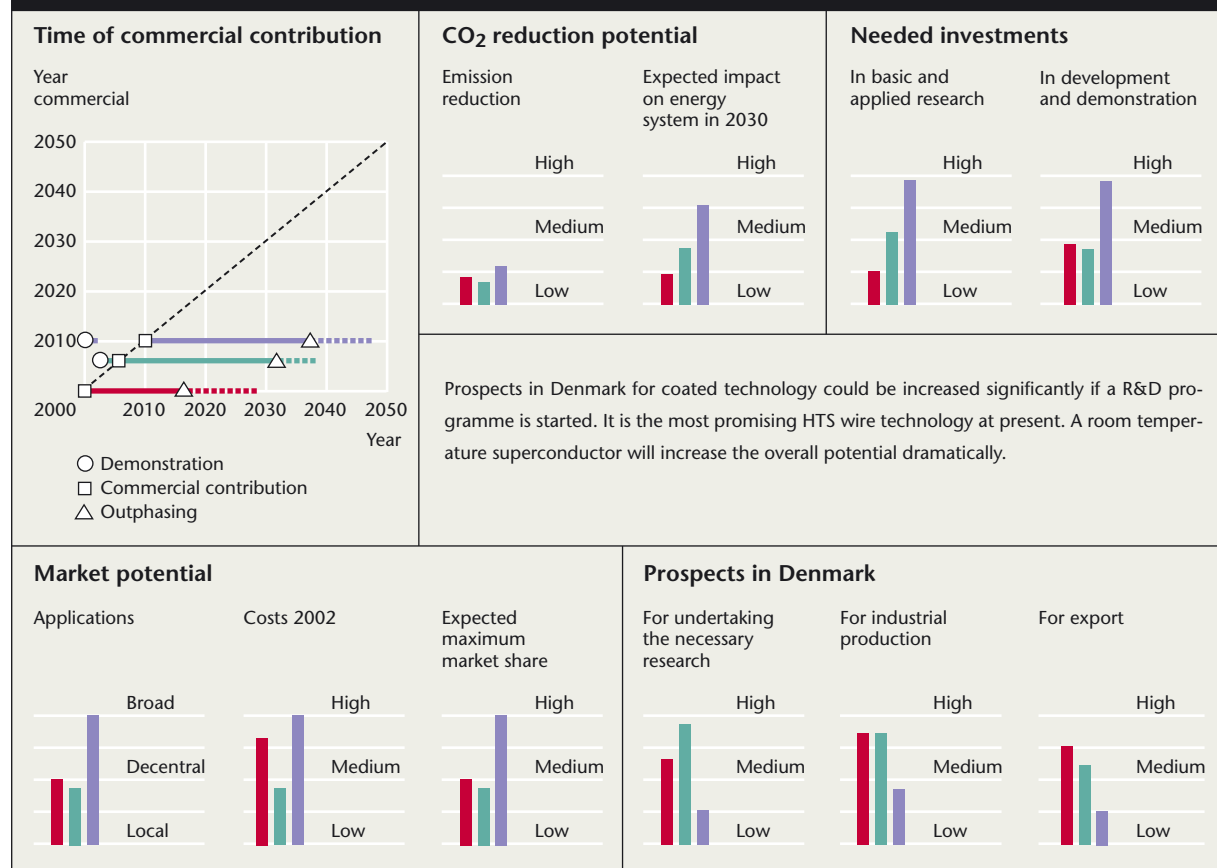 Time of commercial contribution
Year
commercial
2050
2040
2030
2020
2010
2000
2010
2020
2030
2040
2050
Year
Demonstration
Commercial contribution
Outphasing
CO2 reduction potential
Emission
reduction
High
Medium
Low
Expected impact
on energy
system in 2030
High
Medium
Low
Needed investments
In basic and
applied research
High
Medium
Low
In development
and demonstration
High
Medium
Low
Prospects in Denmark for coated technology could be increased significantly if a R&D pro-
gramme is started. It is the most promising HTS wire technology at present. A room temper-
ature superconductor will increase the overall potential dramatically.
Market potential
Applications
Broad
Decentral
Local
Costs 2002
High
Medium
Low
Expected
maximum
market share
High
Medium
Low
Prospects in Denmark
For undertaking
the necessary
research
High
Medium
Low
For industrial
production
High
Medium
Low
For export
High
Medium
Low